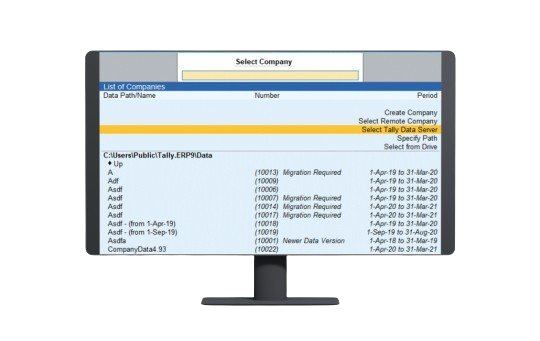 Select Company
List of Companies
Data Path/Name Number Period
Create Company
Select Remote Company
Select Tally Data Server
Specify Path
Select from Drive
C:\Users\Public\Tally.ERP9\Data
♦ Up
A (10013) Migration Required 1-Apr-19 to 31-Mar-20
Adf (10009) 1-Apr-19 to 31-Mar-20
Asdf (10006) 1-Apr-19 to 31-Mar-20
Asdf (10007) Migration Required 1-Apr-19 to 31-Mar-20
Asdf (10014) Migration Required 1-Apr-20 to 31-Mar-21
Asdf (10017) Migration Required 1-Apr-20 to 31-Mar-21
Asdf - (from 1-Apr-19) (10018) 1-Apr-19 to 31-Mar-20
Asdf - (from 1-Sep-19) (10019) 1-Sep-19 to 31-Aug-20
Asdfa (10001) Newer Data Version 1-Apr-18 to 31-Mar-19
CompanyData4.93 (10022) 1-Apr-20 to 31-Mar-21